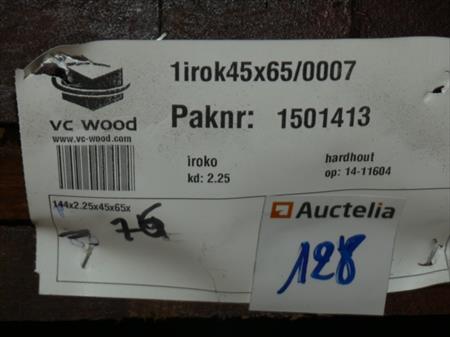 1irok45x65/0007
vc wood
www.vc-wood.com
Paknr: 1501413
iroko
kd: 2.25
hardhout
op: 14-11604
144x2.25x45x65x
76
Auctelia
128